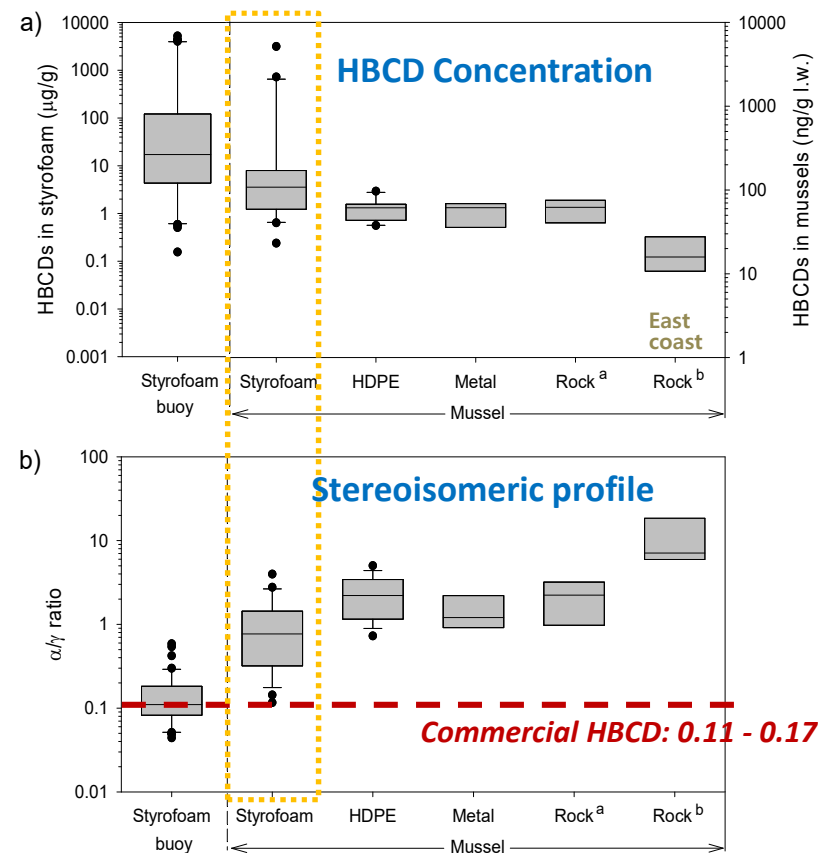 a)
HBCD Concentration
HBCDs in styrofoam (µg/g)
10000
1000
100
10
1
0.1
0.01
0.001
HBCDs in mussels (ng/g l.w.)
10000
1000
100
10
1
East
coast
Styrofoam
buoy
Styrofoam
HDPE
Metal
Rock a
Rock b
Mussel
b)
Stereoisomeric profile
α/γ ratio
100
10
1
0.1
0.01
Commercial HBCD: 0.11 - 0.17
Styrofoam
buoy
Styrofoam
HDPE
Metal
Rock a
Rock b
Mussel